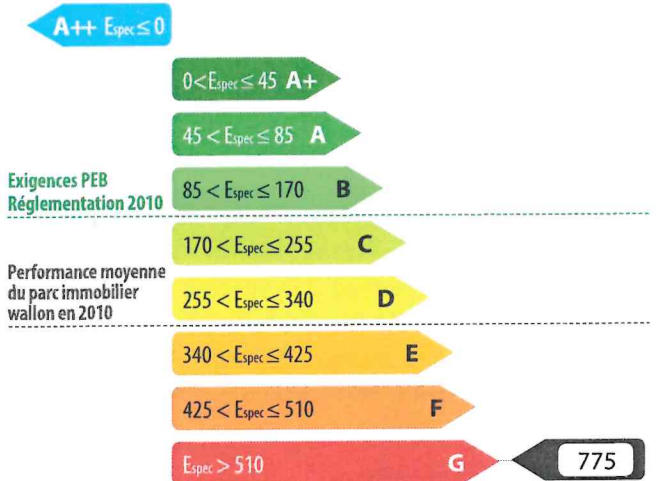 A++ Espec ≤ 0
0 < Espec ≤ 45 A+
45 < Espec ≤ 85 A
Exigences PEB
Réglementation 2010
85 < Espec ≤ 170 B
170 < Espec ≤ 255 C
Performance moyenne
du parc immobilier
wallon en 2010
255 < Espec ≤ 340 D
340 < Espec ≤ 425 E
425 < Espec ≤ 510 F
Espec > 510 G 775